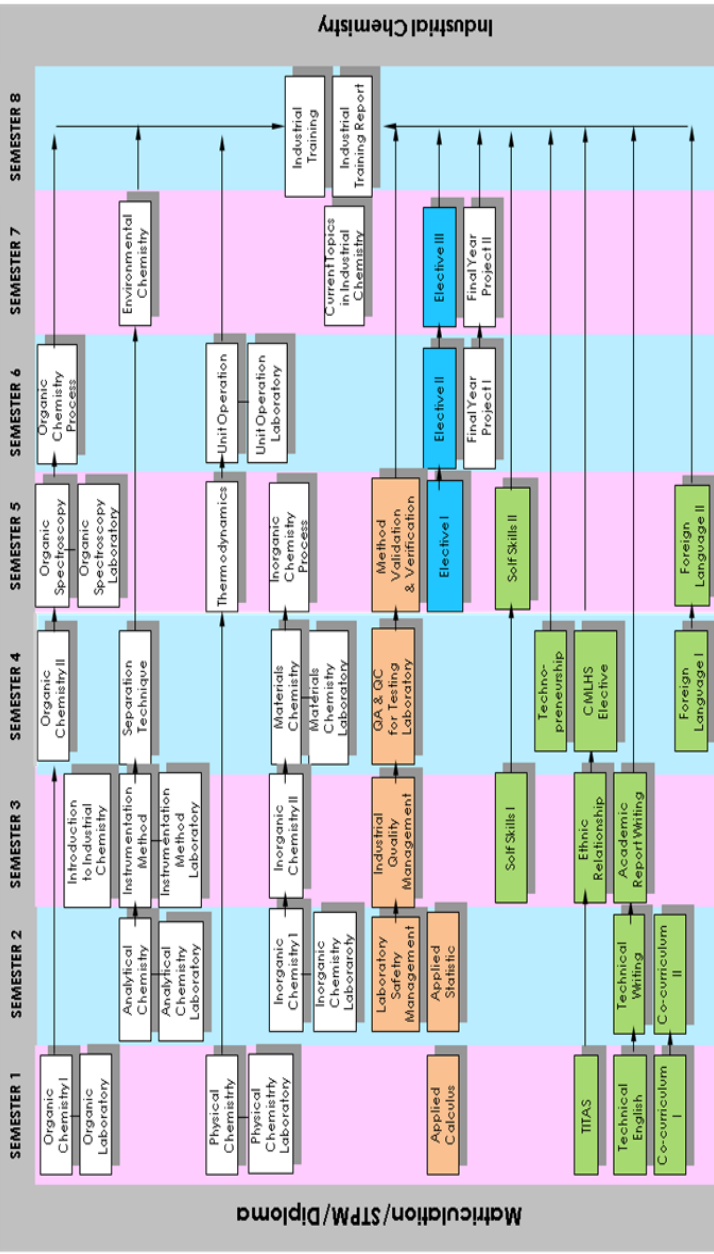 Matriculation/STPM/Diploma
SEMESTER 1
Organic
Chemistry I
Organic
Laboratory
Physical
Chemistrty
Physical
Chemistry
Laboratory
Applied
Calculus
TITAS
Technical
English
Co-curriculum
I
SEMESTER 2
Analytical
Chemistry
Analytical
Chemistry
Laboratory
Inorganic
Chemistry I
Inorganic
Chemistry
Laboraroty
Laboratory
Safety
Management
Applied
Statistic
Technical
Writing
Co-curriculum
II
SEMESTER 3
Introduction
to Industrial
Chemistry
Instrumentation
Method
Instrumentation
Method
Laboratory
Inorganic
Chemistry II
Industrial
Quality
Management
Solf Skills I
Ethnic
Relationship
Academic
Report Writing
SEMESTER 4
Organic
Chemistry II
Separation
Technique
Materials
Chemistry
Materials
Chemistry
Laboratory
QA & QC
for Testing
Laboratory
Techno-
preneurship
CMLHS
Elective
Foreign
Language I
SEMESTER 5
Organic
Spectroscopy
Organic
Spectroscopy
Laboratory
Thermodynamics
Inorganic
Chemistry
Process
Method
Validation
& Verification
Elective I
Solf Skills II
Foreign
Language II
SEMESTER 6
Organic
Chemistry
Process
Unit Operation
Unit Operation
Laboratory
Elective II
Final Year
Project I
SEMESTER 7
Environmental
Chemistry
Current Topics
in Industrial
Chemistry
Elective III
Final Year
Project II
SEMESTER 8
Industrial
Training
Industrial
Training Report
Industrial Chemistry